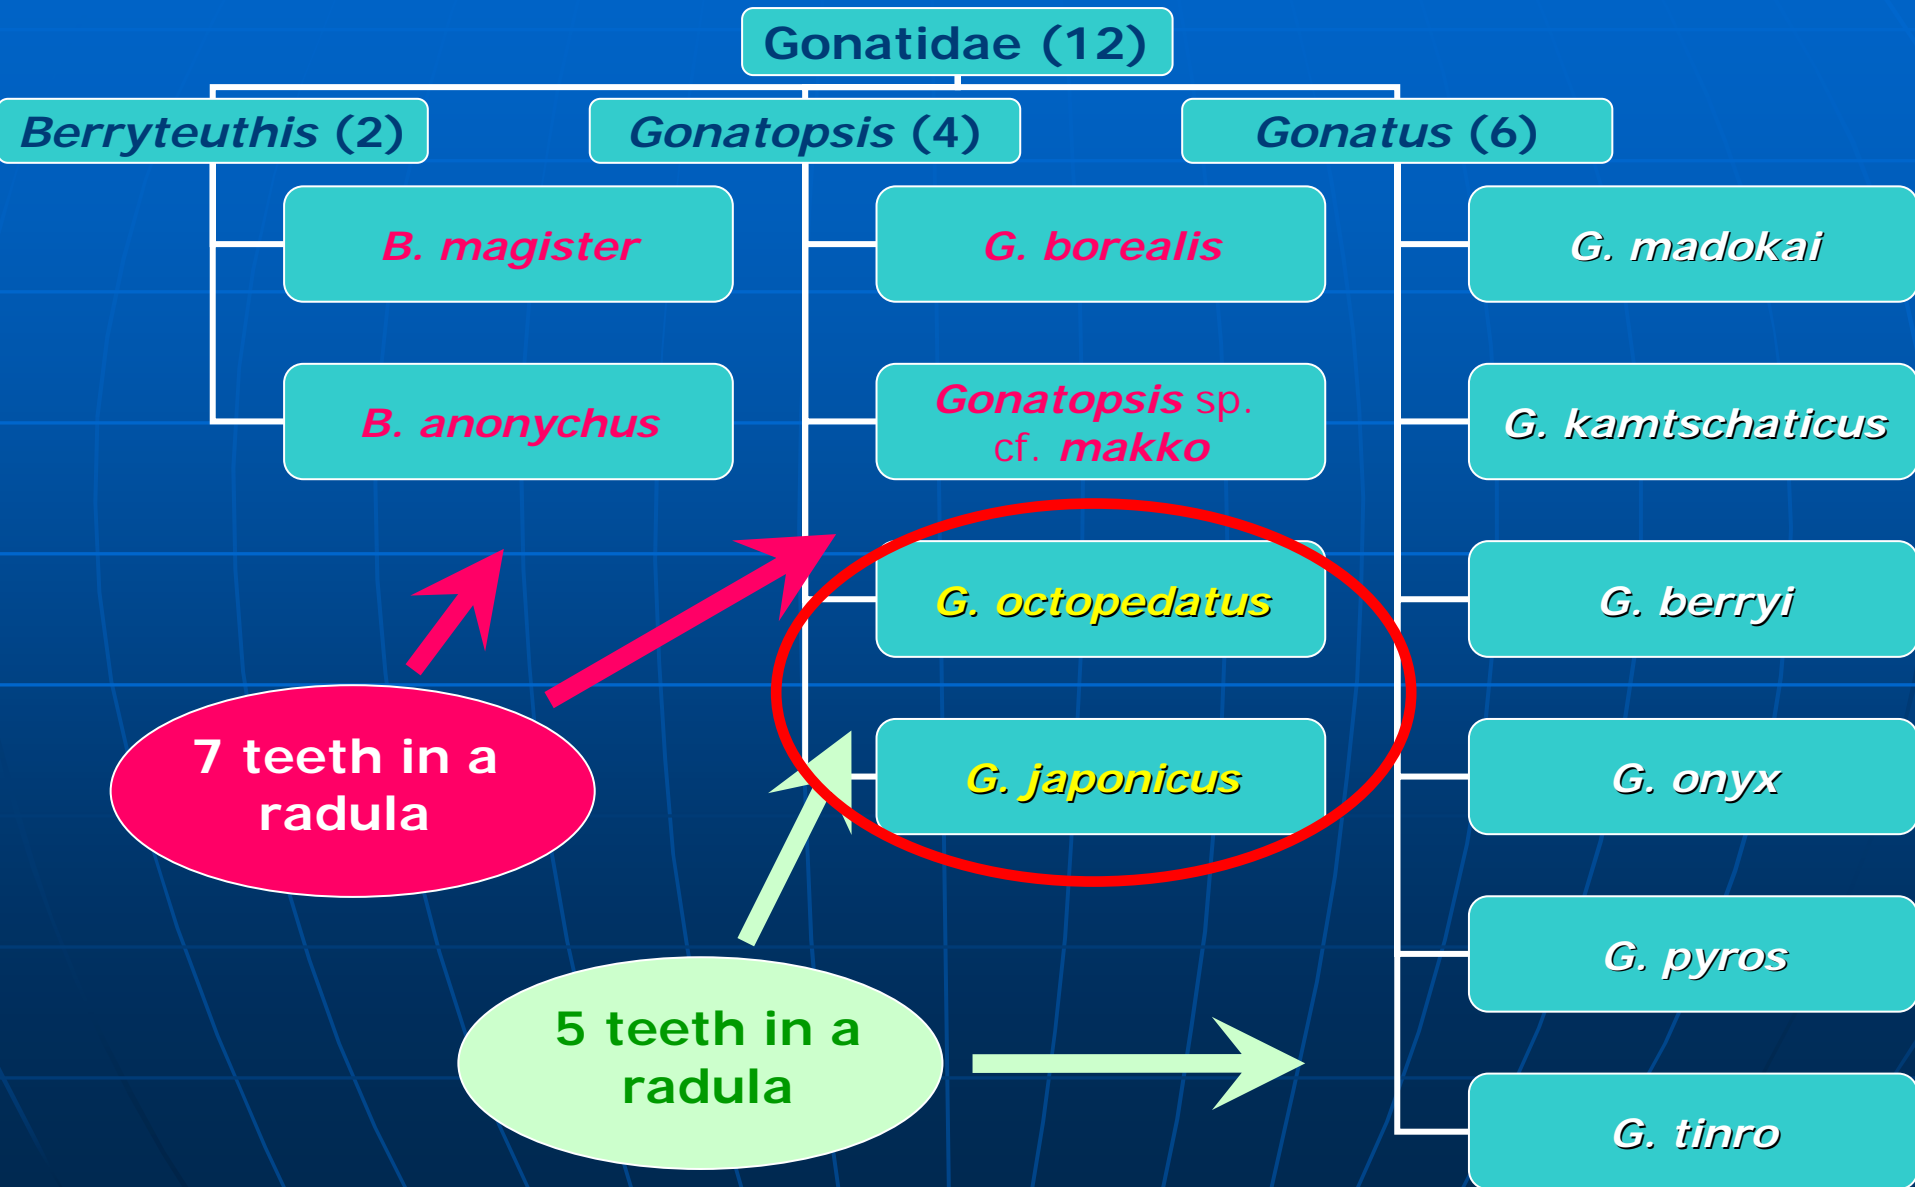 Gonatidae (12)
Berryteuthis (2)
Gonatopsis (4)
Gonatus (6)
B. magister
B. anonychus
G. borealis
Gonatopsis sp.
cf. makko
G. octopedatus
G. japonicus
G. madokai
G. kamtschaticus
G. berryi
G. onyx
G. pyros
G. tinro
7 teeth in a
radula
5 teeth in a
radula